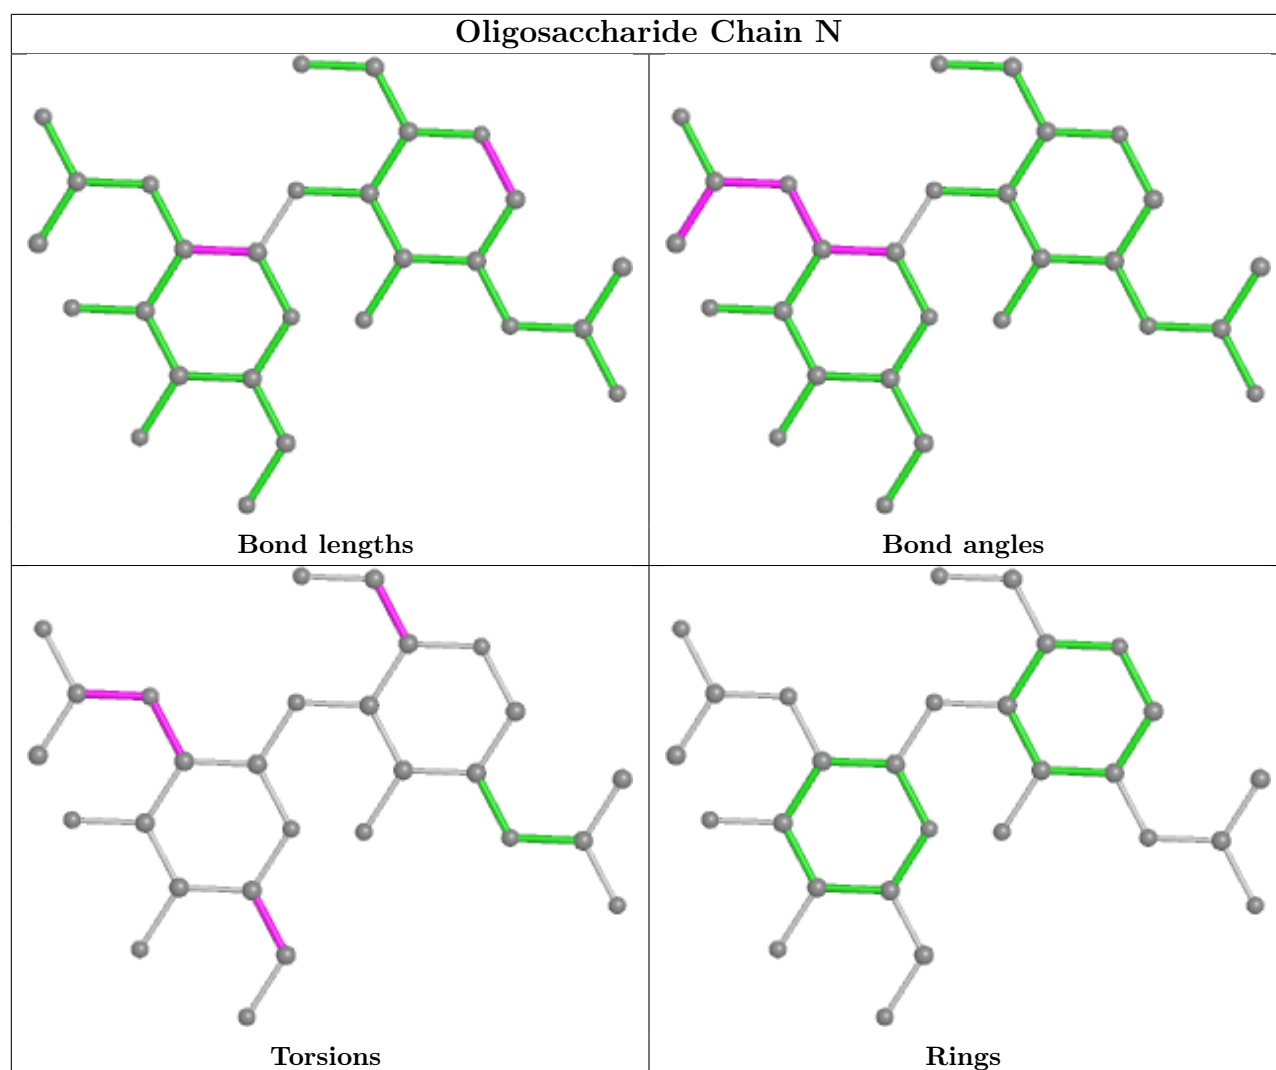 Oligosaccharide Chain N
Bond lengths
Bond angles
Torsions
Rings